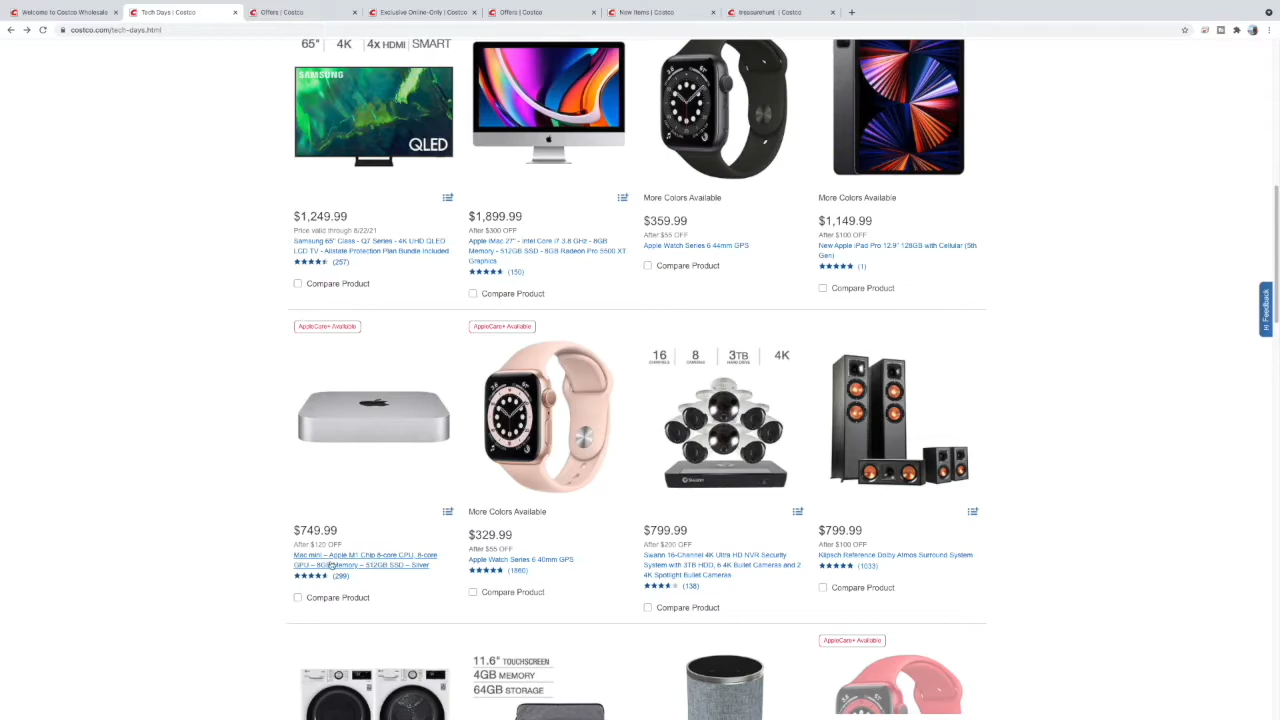 Welcome to Costco Wholesale
Tech Days | Costco
Offers | Costco
Exclusive Online-Only | Costco
Offers | Costco
New Items | Costco
treasurehunt | Costco
costco.com/tech-days.html
65" | 4K | 4x HDMI | SMART
SAMSUNG
QLED
$1,249.99
Price valid through 8/22/21
Samsung 65" Class - Q7 Series - 4K UHD QLED
LCD TV - Allstate Protection Plan Bundle Included
(257)
Compare Product
$1,899.99
After $300 OFF
Apple iMac 27" - Intel Core i7 3.8 GHz - 8GB
Memory - 512GB SSD - 8GB Radeon Pro 5500 XT
Graphics
(150)
Compare Product
More Colors Available
$359.99
After $55 OFF
Apple Watch Series 6 44mm GPS
Compare Product
More Colors Available
$1,149.99
After $100 OFF
New Apple iPad Pro 12.9" 128GB with Cellular (5th
Gen)
(1)
Compare Product
Feedback
AppleCare+ Available
$749.99
After $120 OFF
Mac mini – Apple M1 Chip 8-core CPU, 8-core
GPU – 8GB Memory – 512GB SSD – Silver
(299)
Compare Product
AppleCare+ Available
More Colors Available
$329.99
After $55 OFF
Apple Watch Series 6 40mm GPS
(1860)
Compare Product
16 | 8 | 3TB | 4K
CHANNELS CAMERAS HARD DRIVE
Swann
$799.99
After $200 OFF
Swann 16-Channel 4K Ultra HD NVR Security
System with 3TB HDD, 6 4K Bullet Cameras and 2
4K Spotlight Bullet Cameras
(138)
Compare Product
$799.99
After $100 OFF
Klipsch Reference Dolby Atmos Surround System
(1033)
Compare Product
11.6" TOUCHSCREEN
4GB MEMORY
64GB STORAGE
AppleCare+ Available